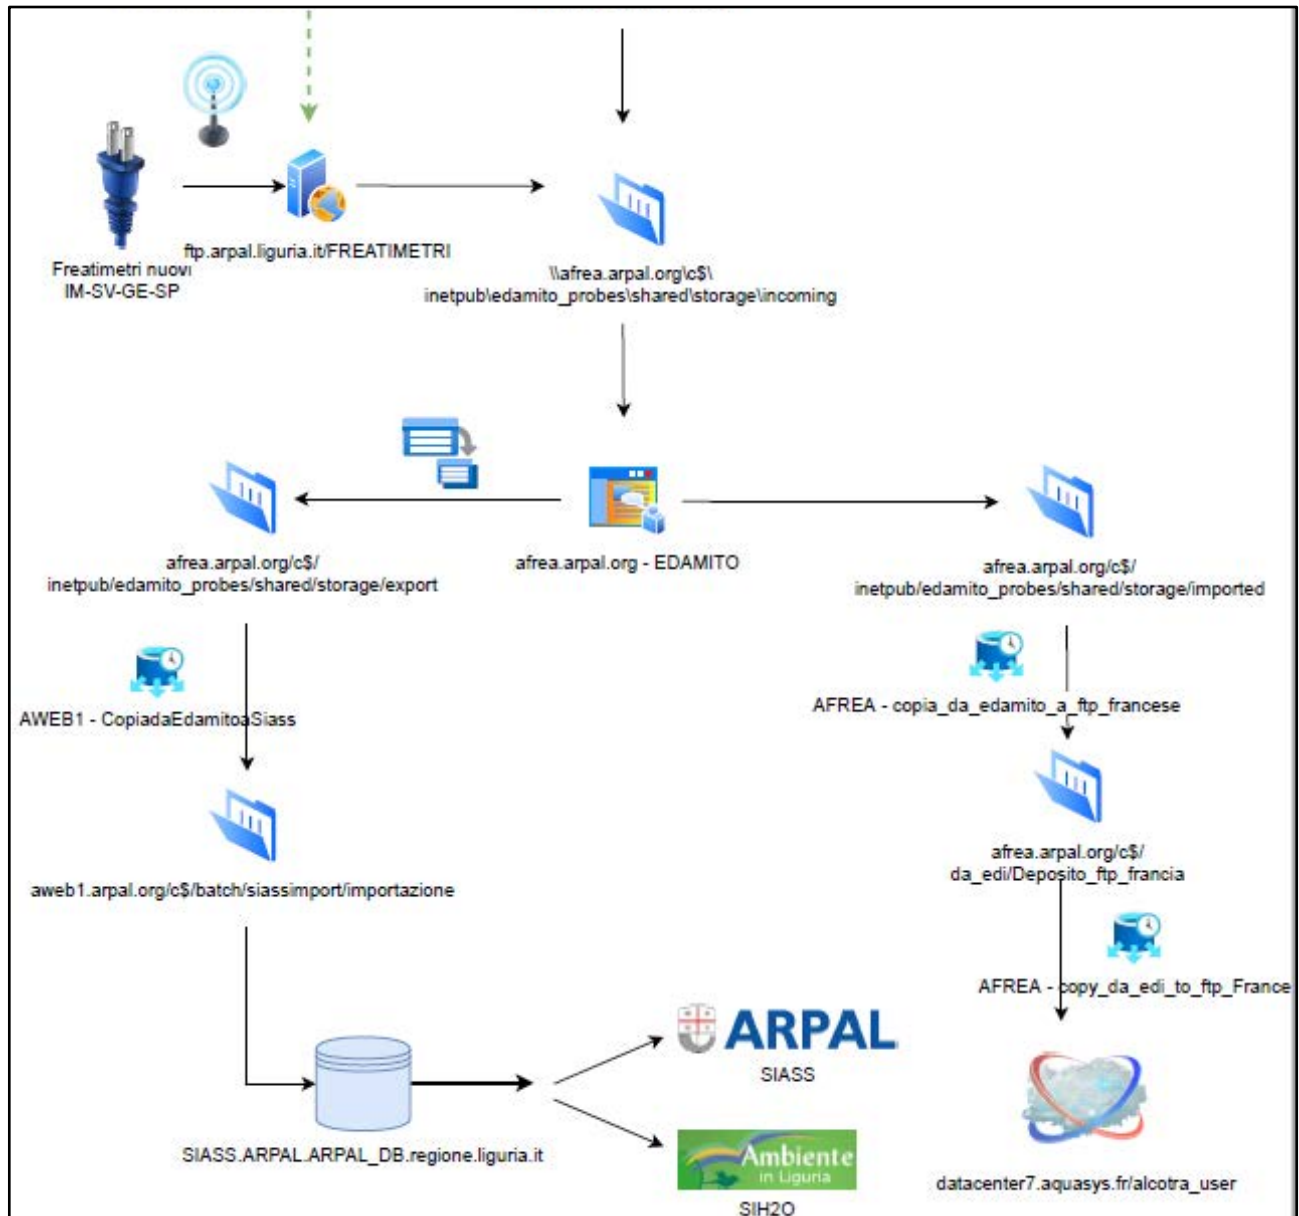 ftp.arpal.liguria.it/FREATIMETRI
Freatimetri nuovi
IM-SV-GE-SP
\\afrea.arpal.org\c$\
inetpub\edamito_probes\shared\storage\incoming
afrea.arpal.org/c$/
inetpub/edamito_probes/shared/storage/export
afrea.arpal.org - EDAMITO
afrea.arpal.org/c$/
inetpub/edamito_probes/shared/storage/imported
AWEB1 - CopiadaEdamitoaSiass
AFREA - copia_da_edamito_a_ftp_francese
aweb1.arpal.org/c$/batch/siassimport/importazione
afrea.arpal.org/c$/
da_edi/Deposito_ftp_francia
AFREA - copy_da_edi_to_ftp_France
ARPAL
SIASS
SIASS.ARPAL.ARPAL_DB.regione.liguria.it
Ambiente
in Liguria
SIH2O
datacenter7.aquasys.fr/alcotra_user